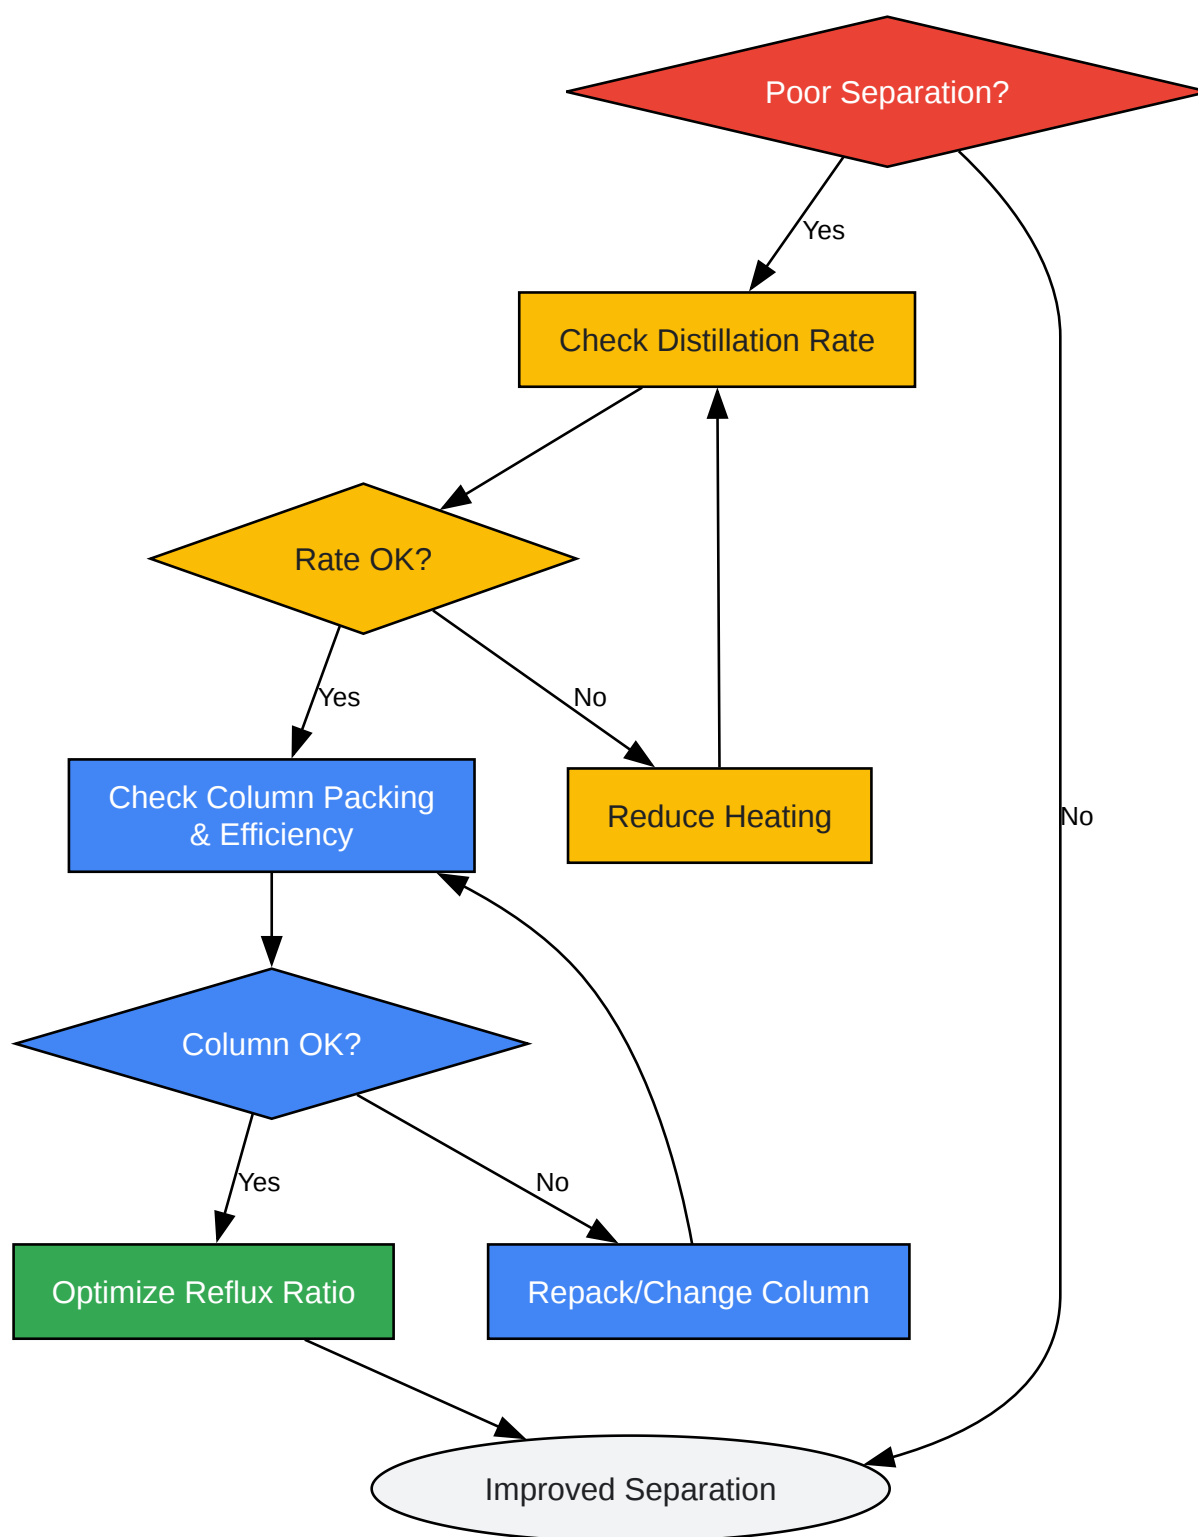 Poor Separation?
Yes
Check Distillation Rate
Rate OK?
Yes
No
Check Column Packing
& Efficiency
Reduce Heating
No
Column OK?
Yes
No
Optimize Reflux Ratio
Repack/Change Column
Improved Separation